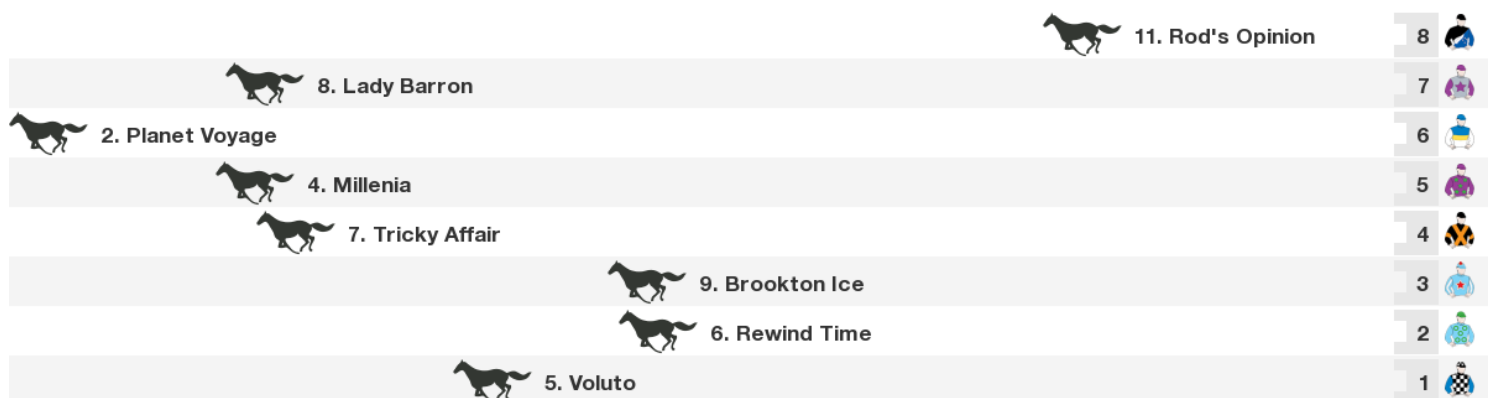 11. Rod's Opinion 8
8. Lady Barron 7
2. Planet Voyage 6
4. Millenia 5
7. Tricky Affair 4
9. Brookton Ice 3
6. Rewind Time 2
5. Voluto 1